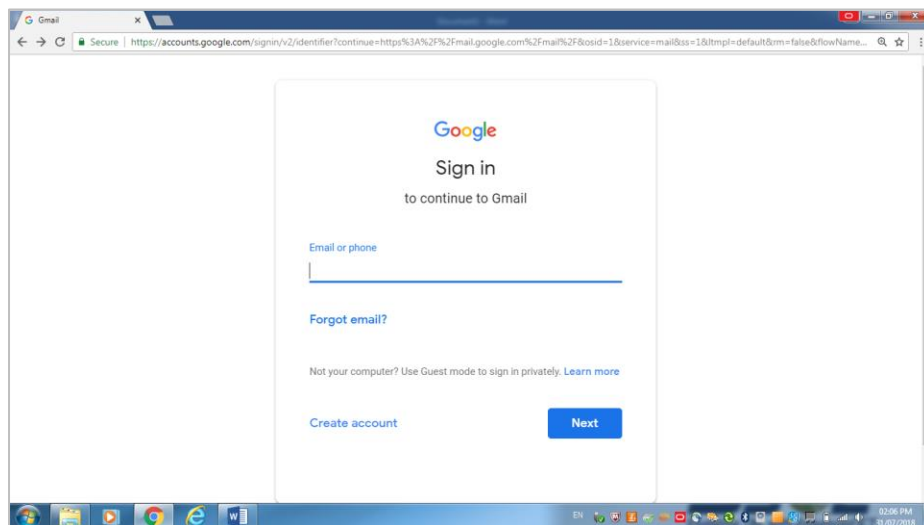 Gmail
Secure
https://accounts.google.com/signin/v2/identifier?continue=https%3A%2F%2Fmail.google.com%2Fmail%2F&osid=1&service=mail&ss=1&ltmpl=default&rm=false&flowName...
Google
Sign in
to continue to Gmail
Email or phone
Forgot email?
Not your computer? Use Guest mode to sign in privately. Learn more
Create account
Next
EN
02:06 PM
31/07/2018